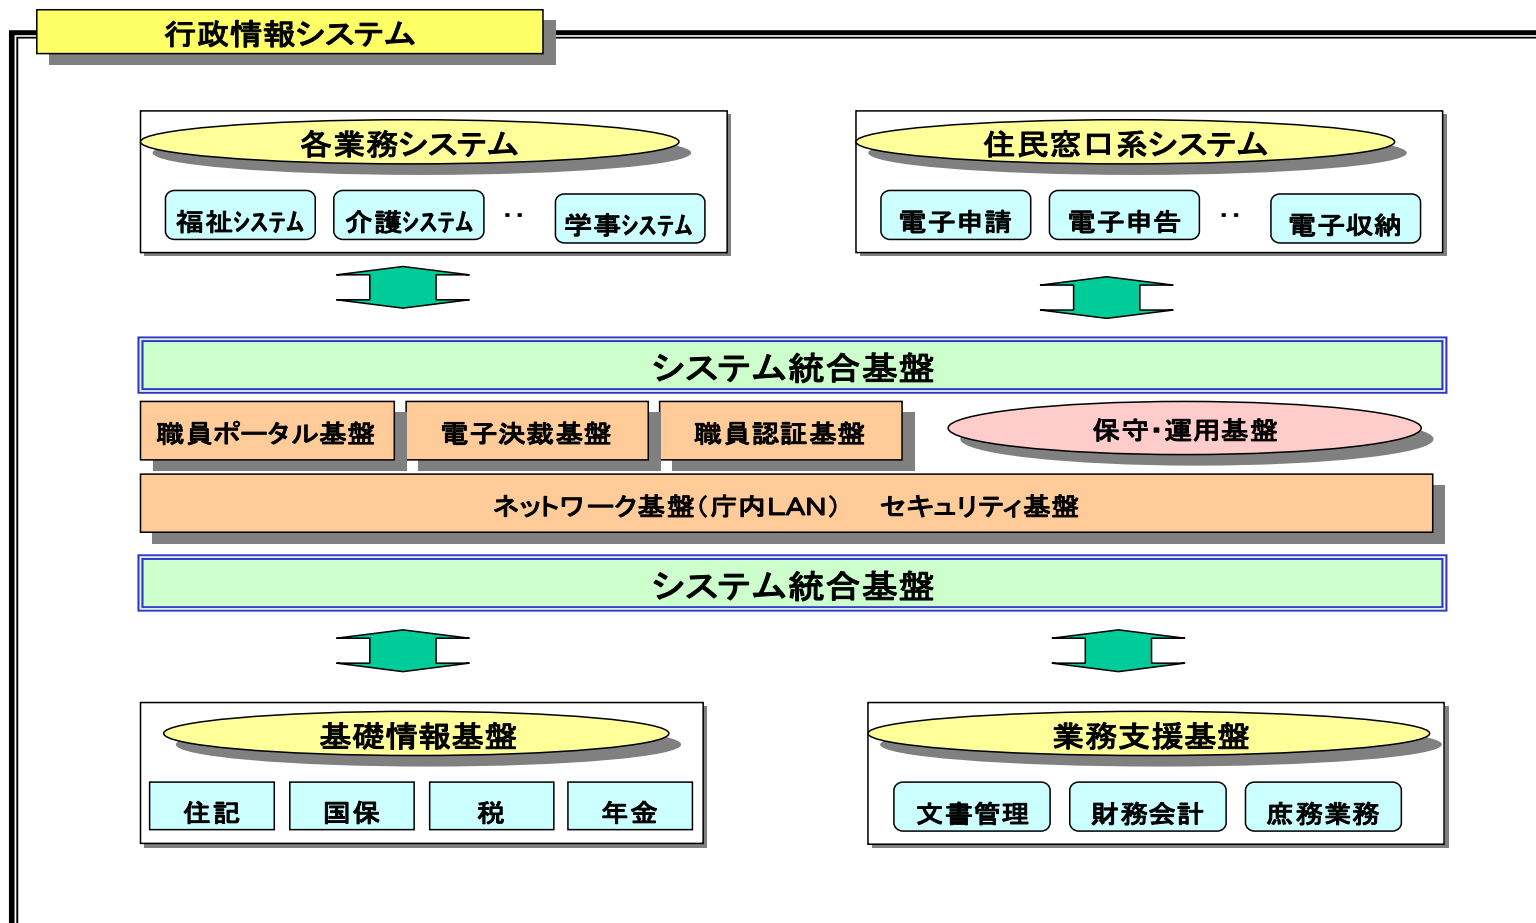 行政情報システム
各業務システム
福祉システム 介護システム ‥ 学事システム
住民窓口系システム
電子申請 電子申告 ‥ 電子収納
システム統合基盤
職員ポータル基盤 電子決裁基盤 職員認証基盤 保守・運用基盤
ネットワーク基盤(庁内LAN) セキュリティ基盤
システム統合基盤
基礎情報基盤
住記 国保 税 年金
業務支援基盤
文書管理 財務会計 庶務業務